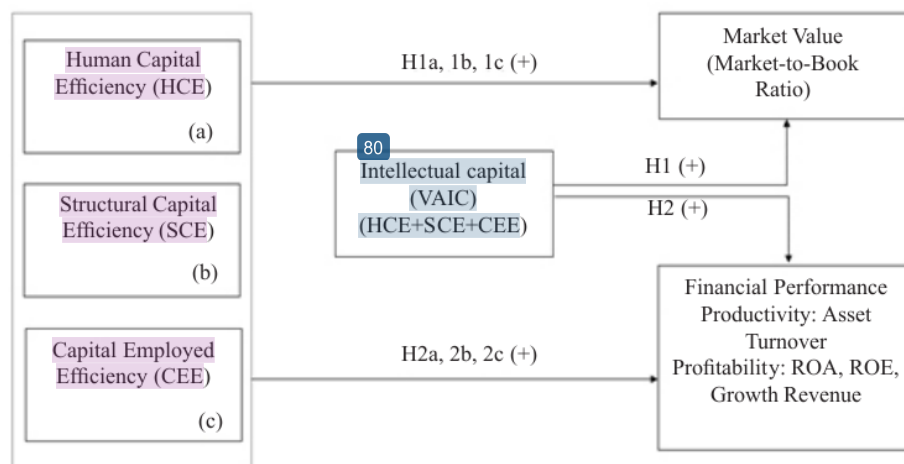 Human Capital
Efficiency (HCE)
(a)
Structural Capital
Efficiency (SCE)
(b)
Capital Employed
Efficiency (CEE)
(c)
H1a, 1b, 1c (+)
80
Intellectual capital
(VAIC)
(HCE+SCE+CEE)
H1 (+)
H2 (+)
H2a, 2b, 2c (+)
Market Value
(Market-to-Book
Ratio)
Financial Performance
Productivity: Asset
Turnover
Profitability: ROA, ROE,
Growth Revenue